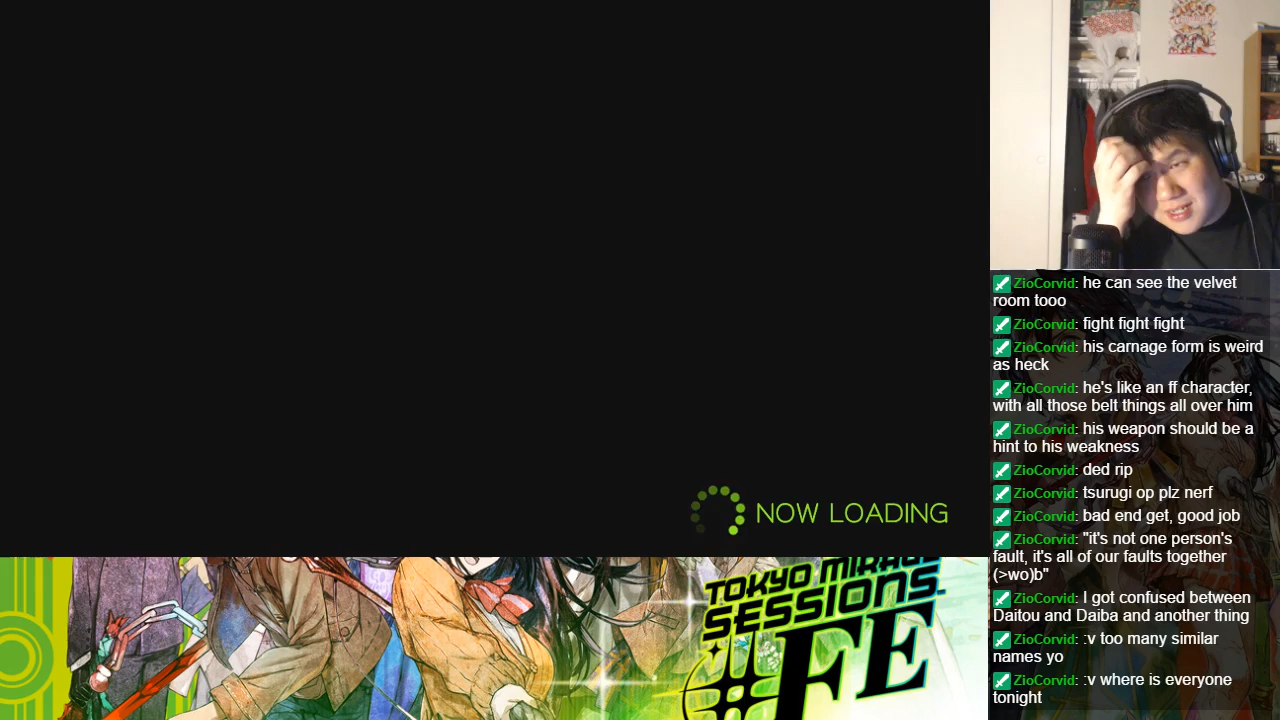 NOW LOADING
TOKYO MIRAGE
SESSIONS
#FE
ZioCorvid: he can see the velvet
room tooo
ZioCorvid: fight fight fight
ZioCorvid: his carnage form is weird
as heck
ZioCorvid: he's like an ff character,
with all those belt things all over him
ZioCorvid: his weapon should be a
hint to his weakness
ZioCorvid: ded rip
ZioCorvid: tsurugi op plz nerf
ZioCorvid: bad end get, good job
ZioCorvid: "it's not one person's
fault, it's all of our faults together
(>wo)b"
ZioCorvid: I got confused between
Daitou and Daiba and another thing
ZioCorvid: :v too many similar
names yo
ZioCorvid: :v where is everyone
tonight